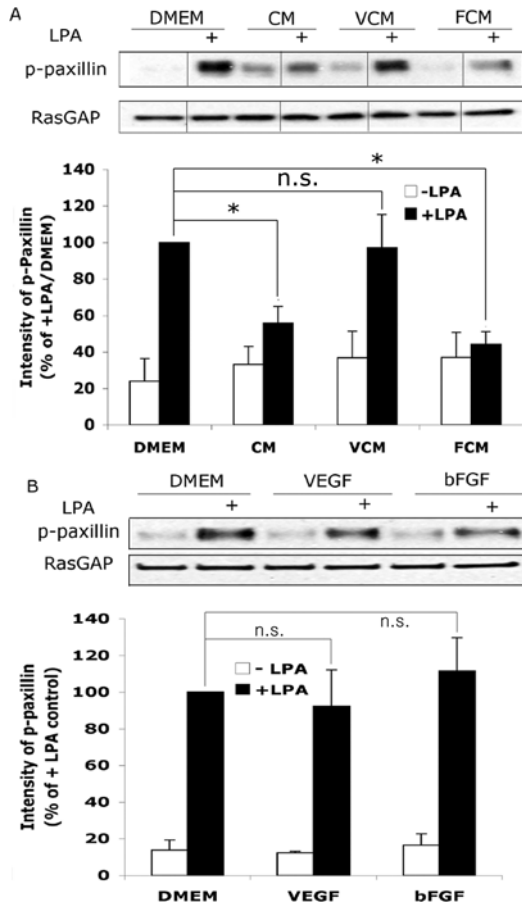 A
DMEM CM VCM FCM
LPA + + + +
p-paxillin
RasGAP
Intensity of p-Paxillin
(% of +LPA/DMEM)
140
120
100
80
60
40
20
0
*
n.s.
*
-LPA
+LPA
DMEM CM VCM FCM
B
DMEM VEGF bFGF
LPA + + +
p-paxillin
RasGAP
Intensity of p-paxillin
(% of + LPA control)
140
120
100
80
60
40
20
0
n.s.
n.s.
- LPA
+LPA
DMEM VEGF bFGF